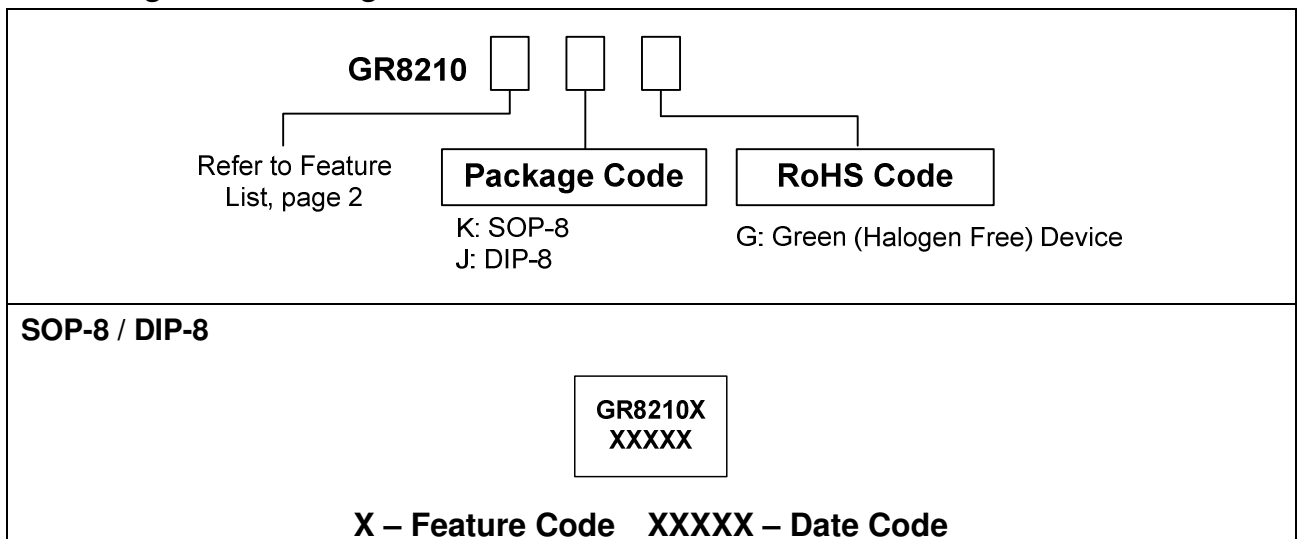 GR8210
Refer to Feature
List, page 2
Package Code
K: SOP-8
J: DIP-8
RoHS Code
G: Green (Halogen Free) Device
SOP-8 / DIP-8
GR8210X
XXXXX
X – Feature Code XXXXX – Date Code